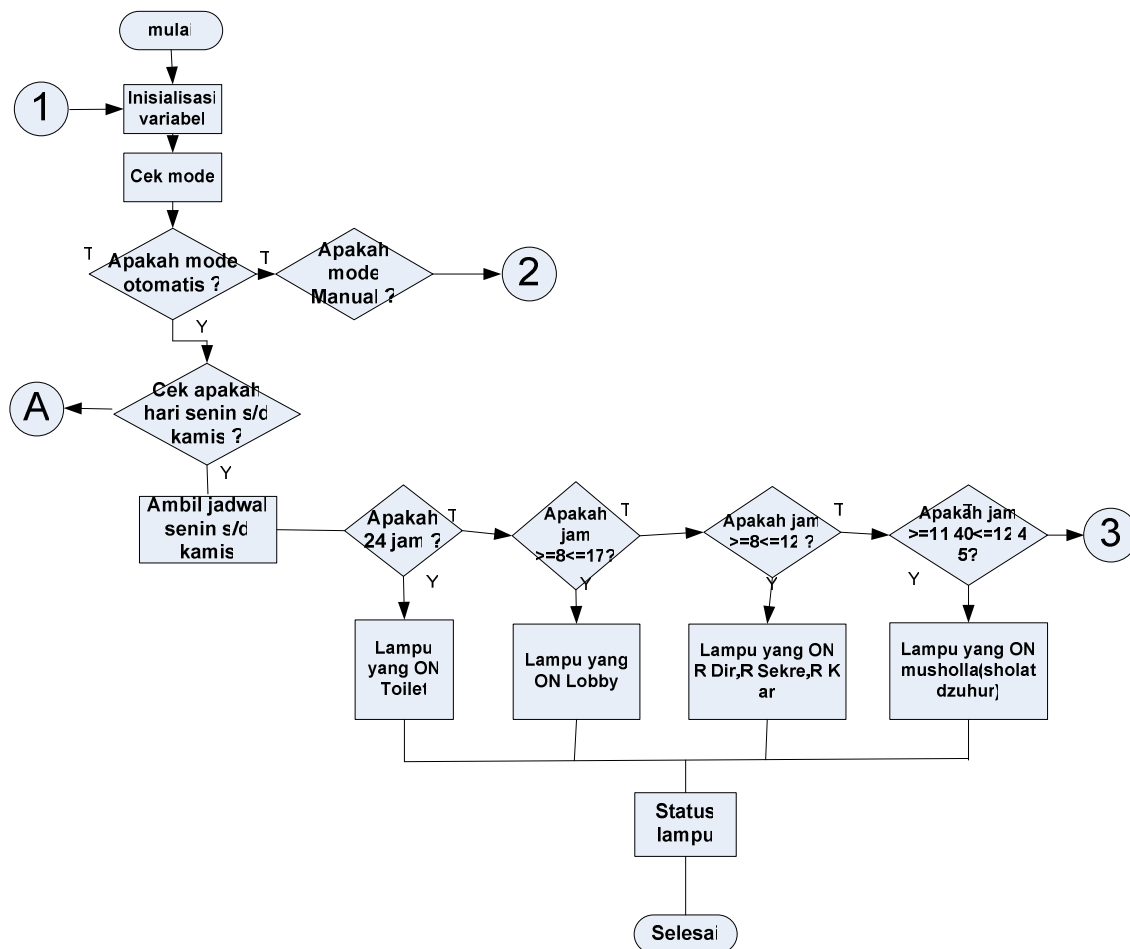 mulai
1
Inisialisasi
variabel
Cek mode
T
Apakah mode
otomatis ?
T
Apakah
mode
Manual ?
2
Y
A
Cek apakah
hari senin s/d
kamis ?
Y
Ambil jadwal
senin s/d
kamis
Apakah
24 jam ?
T
Y
Apakah
jam
>=8<=17?
T
Y
Apakah jam
>=8<=12 ?
T
Y
T
Apakah jam
>=11 40<=12 4
5?
Y
3
Lampu
yang ON
Toilet
Lampu yang
ON Lobby
Lampu yang ON
R Dir,R Sekre,R K
ar
Lampu yang ON
musholla(sholat
dzuhur)
Status
lampu
Selesai